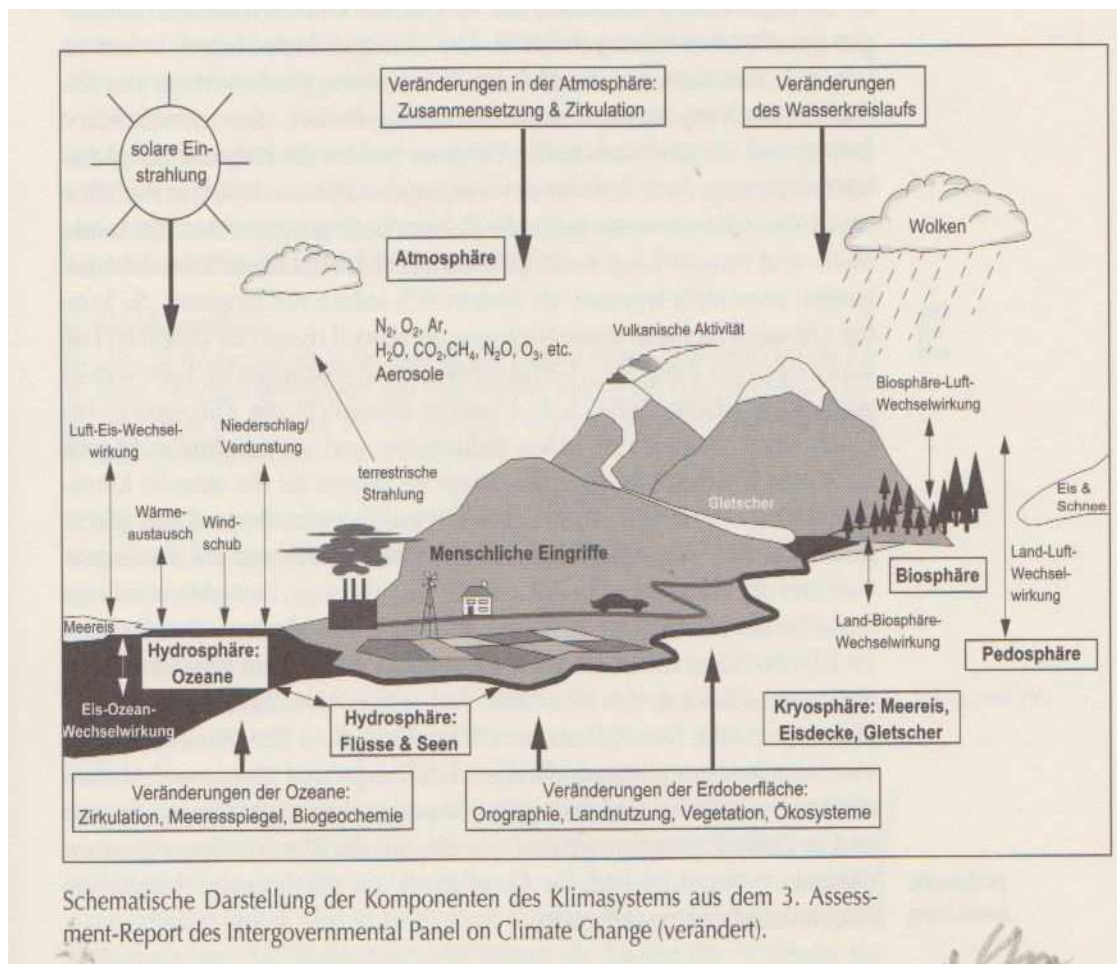 Veränderungen in der Atmosphäre:
Zusammensetzung & Zirkulation
Veränderungen
des Wasserkreislaufs
solare Ein-
strahlung
Wolken
Atmosphäre
N₂, O₂, Ar,
H₂O, CO₂,CH₄, N₂O, O₃, etc.
Aerosole
Vulkanische Aktivität
Biosphäre-Luft-
Wechselwirkung
Luft-Eis-Wechsel-
wirkung
Niederschlag/
Verdunstung
terrestrische
Strahlung
Wärme-
austausch
Wind-
schub
Gletscher
Eis &
Schnee
Menschliche Eingriffe
Land-Luft-
Wechsel-
wirkung
Biosphäre
Land-Biosphäre-
Wechselwirkung
Pedosphäre
Meereis
Hydrosphäre:
Ozeane
Eis-Ozean-
Wechselwirkung
Hydrosphäre:
Flüsse & Seen
Kryosphäre: Meereis,
Eisdecke, Gletscher
Veränderungen der Ozeane:
Zirkulation, Meeresspiegel, Biogeochemie
Veränderungen der Erdoberfläche:
Orographie, Landnutzung, Vegetation, Ökosysteme
Schematische Darstellung der Komponenten des Klimasystems aus dem 3. Assess-
ment-Report des Intergovernmental Panel on Climate Change (verändert).